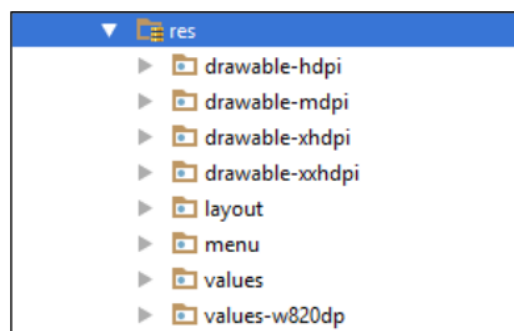 res
drawable-hdpi
drawable-mdpi
drawable-xhdpi
drawable-xxhdpi
layout
menu
values
values-w820dp